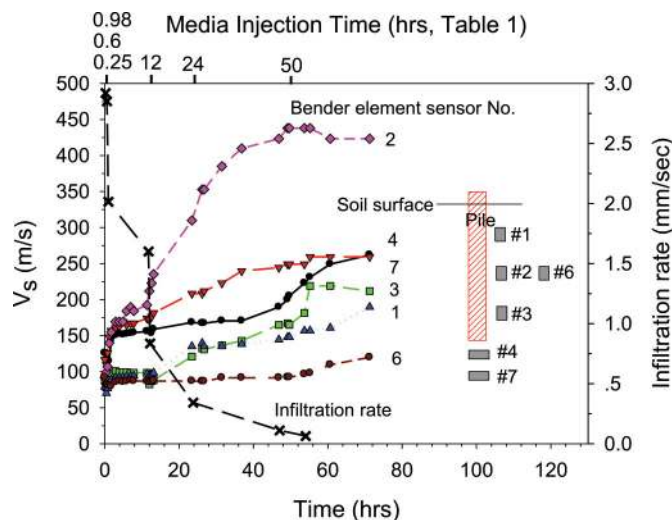 Media Injection Time (hrs, Table 1)
0.98
0.6
0.25 12 24 50
500 3.0
450 Bender element sensor No.
2
400 2.5
350
Soil surface 2.0
300 Pile
4 #1
250 7 1.5
#2 #6
200 3
1 #3 1.0
150
#4
100 6 #7 0.5
50 Infiltration rate
0 0.0
0 20 40 60 80 100 120
Time (hrs)
Vs (m/s)
Infiltration rate (mm/sec)